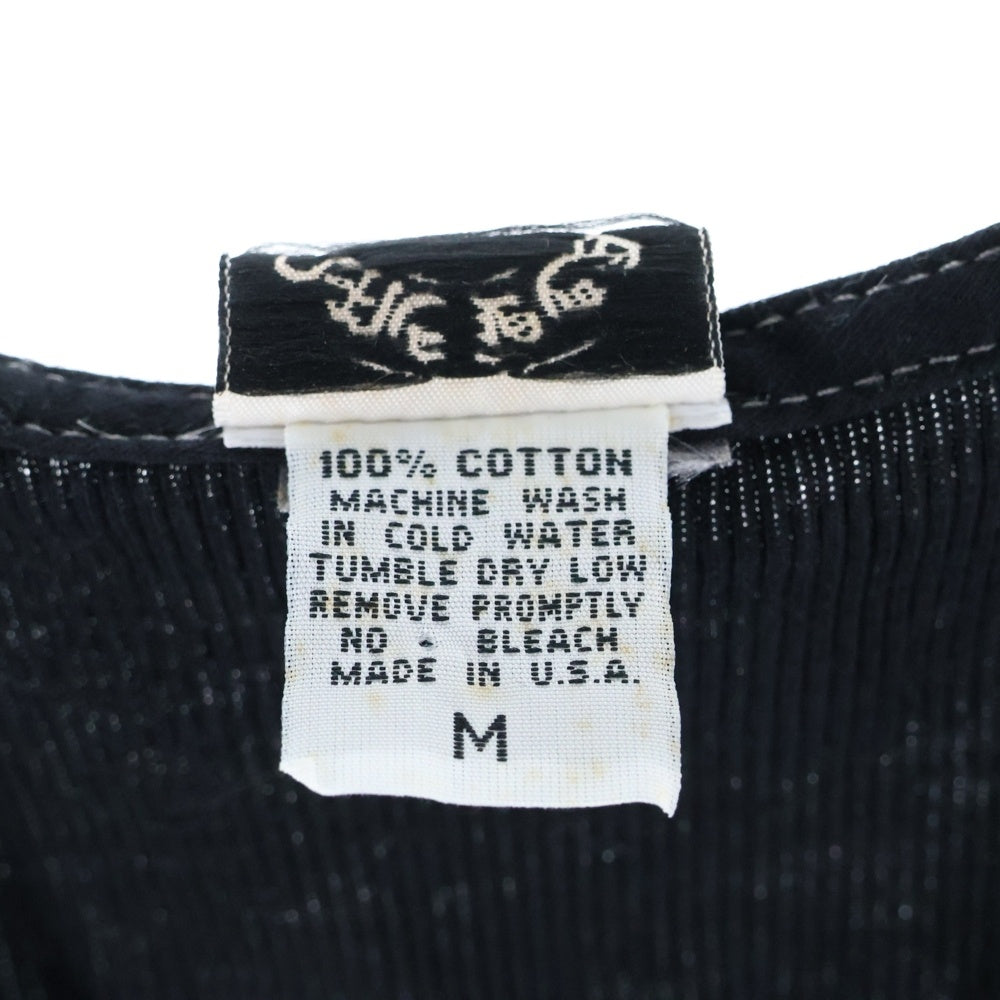 100% COTTON
MACHINE WASH
IN COLD WATER
TUMBLE DRY LOW
REMOVE PROMPTLY
NO - BLEACH
MADE IN U.S.A.
M